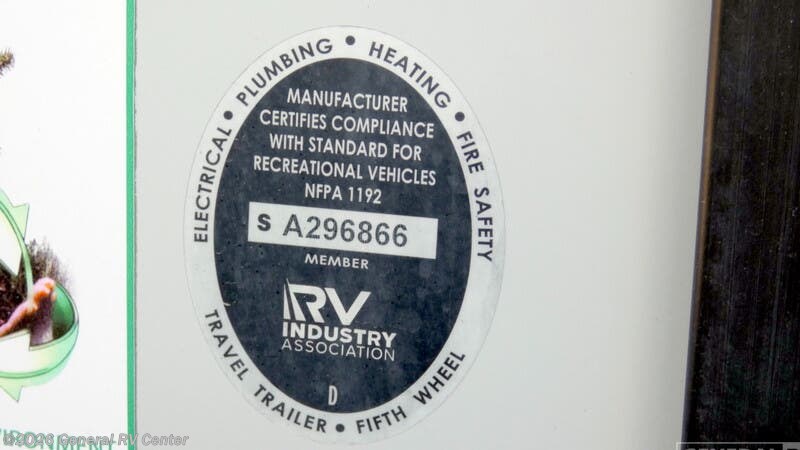 ELECTRICAL • PLUMBING • HEATING • FIRE SAFETY
MANUFACTURER
CERTIFIES COMPLIANCE
WITH STANDARD FOR
RECREATIONAL VEHICLES
NFPA 1192
S A296866
MEMBER
RV
INDUSTRY
ASSOCIATION
D
TRAVEL TRAILER • FIFTH WHEEL
General RV Center